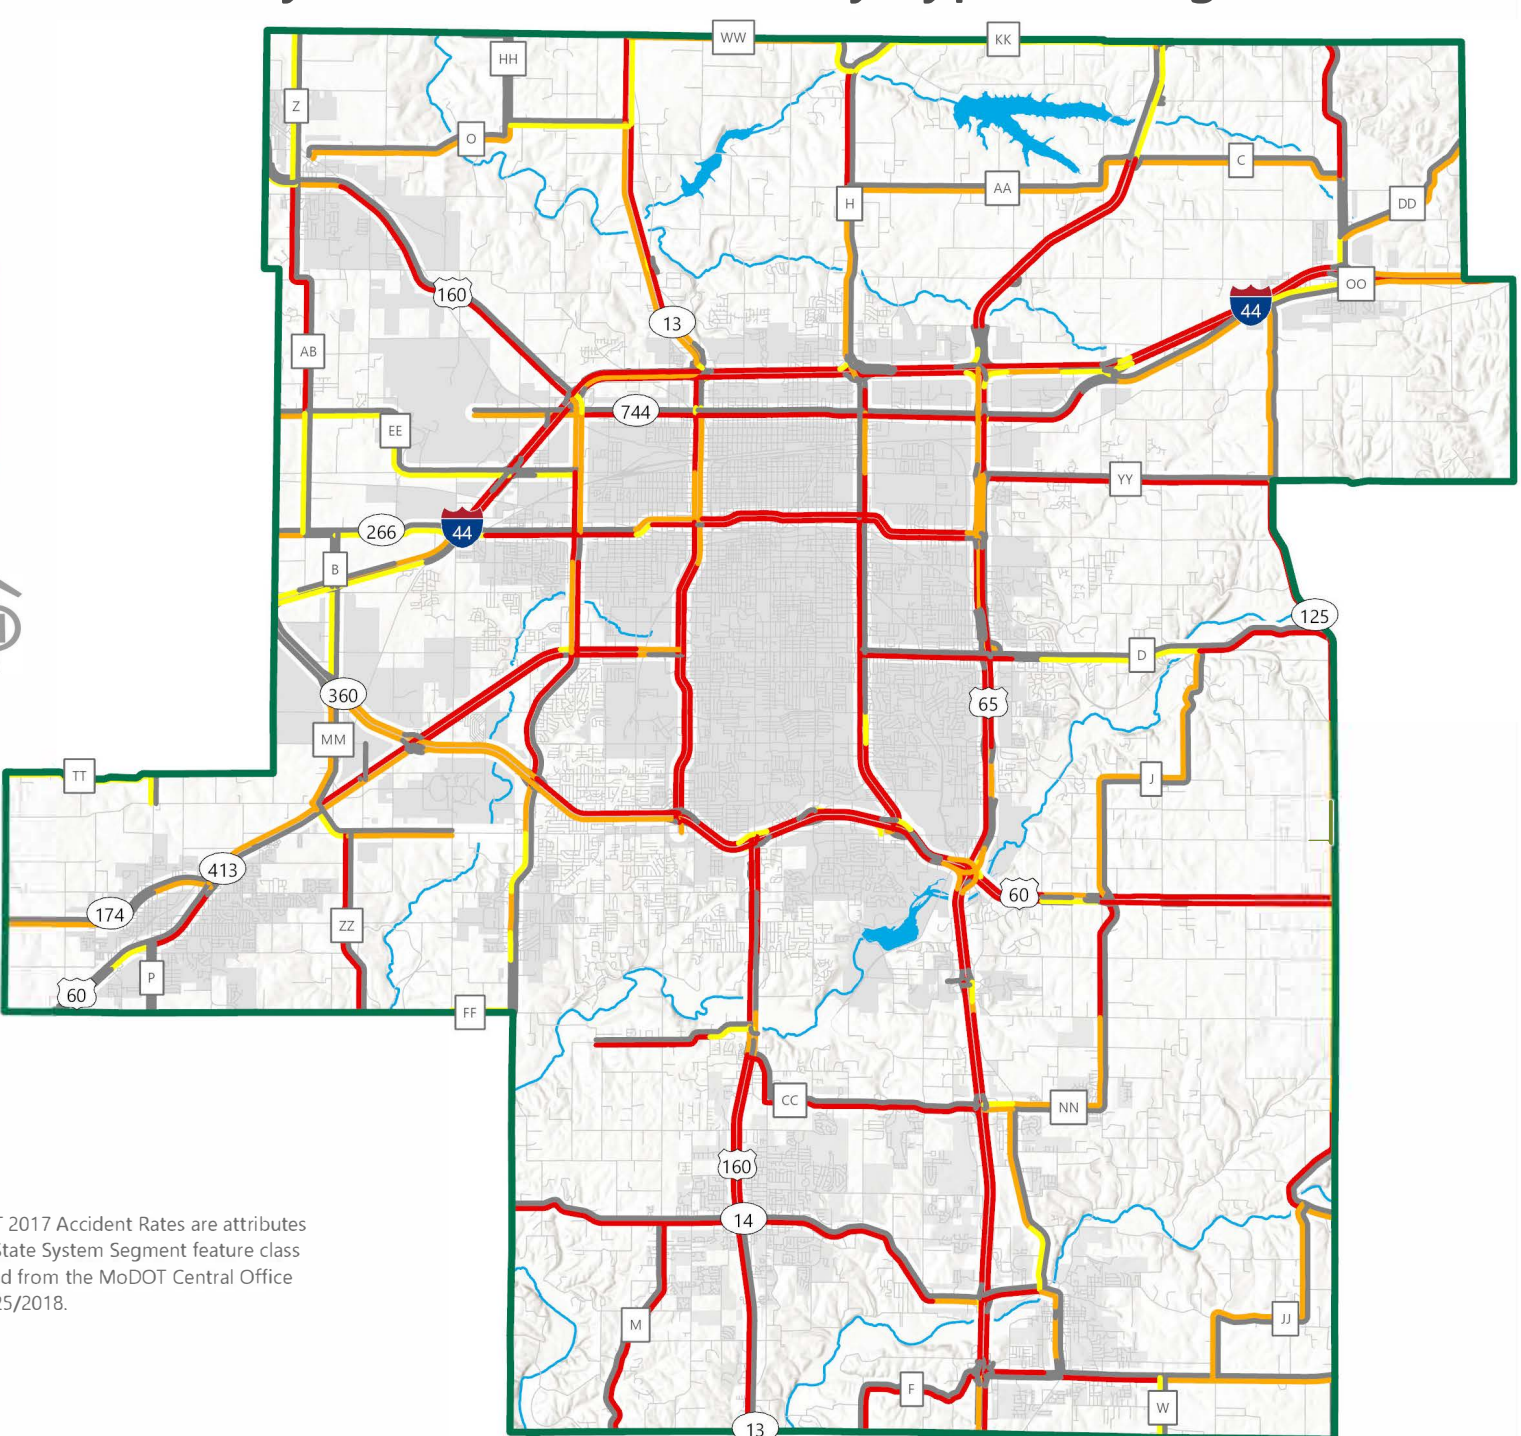 WW
KK
HH
Z
O
C
AA
H
DD
160
OO
44
13
AB
744
EE
YY
266
44
B
125
D
360
65
MM
TT
J
413
60
174
ZZ
P
60
FF
CC
NN
160
14
2017 Accident Rates are attributes
State System Segment feature class
from the MoDOT Central Office
25/2018.
M
JJ
F
W
13